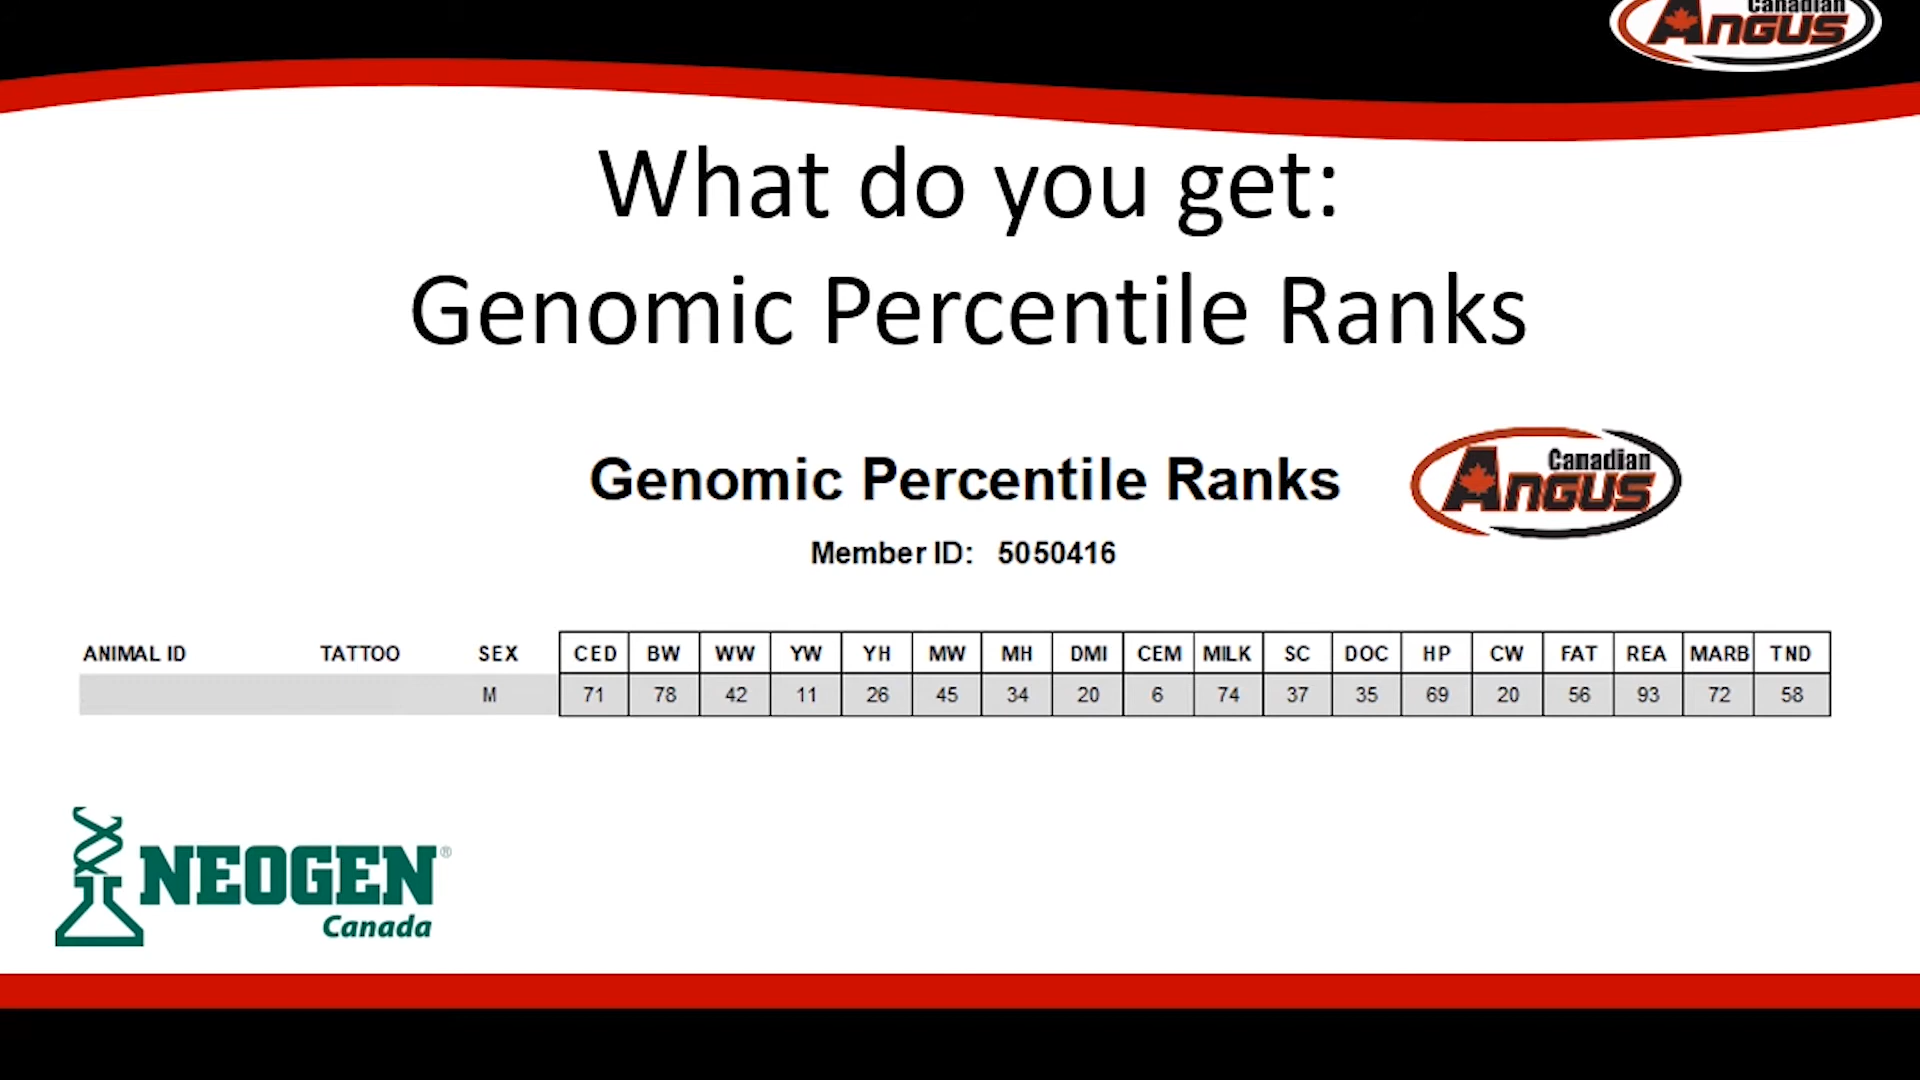 Canadian
ANGUS
What do you get:
Genomic Percentile Ranks
Genomic Percentile Ranks
Canadian
ANGUS
Member ID: 5050416
ANIMAL ID TATTOO SEX CED BW WW YW YH MW MH DMI CEM MILK SC DOC HP CW FAT REA MARB TND
M 71 78 42 11 26 45 34 20 6 74 37 35 69 20 56 93 72 58
NEOGEN®
Canada